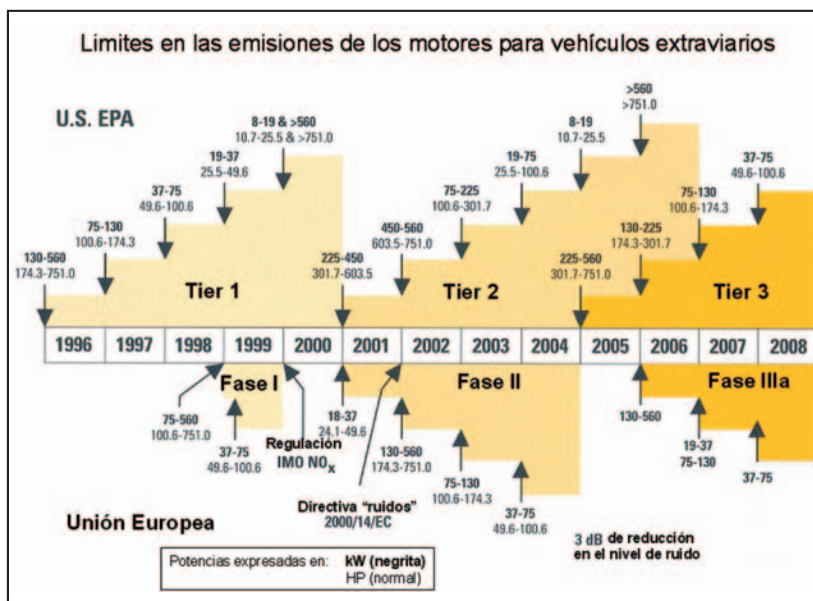 Limites en las emisiones de los motores para vehículos extraviarios
U.S. EPA
130-560
174.3-751.0
75-130
100.6-174.3
37-75
49.6-100.6
19-37
25.5-49.6
8-19 & >560
10.7-25.5 & >751.0
Tier 1
225-450
301.7-603.5
450-560
603.5-751.0
75-225
100.6-301.7
19-75
25.5-100.6
8-19
10.7-25.5
>560
>751.0
Tier 2
225-560
301.7-751.0
130-225
174.3-301.7
75-130
100.6-174.3
37-75
49.6-100.6
Tier 3
1996 1997 1998 1999 2000 2001 2002 2003 2004 2005 2006 2007 2008
Fase I
75-560
100.6-751.0
37-75
49.6-100.6
Regulación
IMO NOx
Fase II
18-37
24.1-49.6
130-560
174.3-751.0
75-130
100.6-174.3
37-75
49.6-100.6
Directiva “ruidos”
2000/14/EC
Fase IIIa
130-560
19-37
75-130
37-75
Unión Europea
3 dB de reducción
en el nivel de ruido
Potencias expresadas en: kW (negrita)
HP (normal)